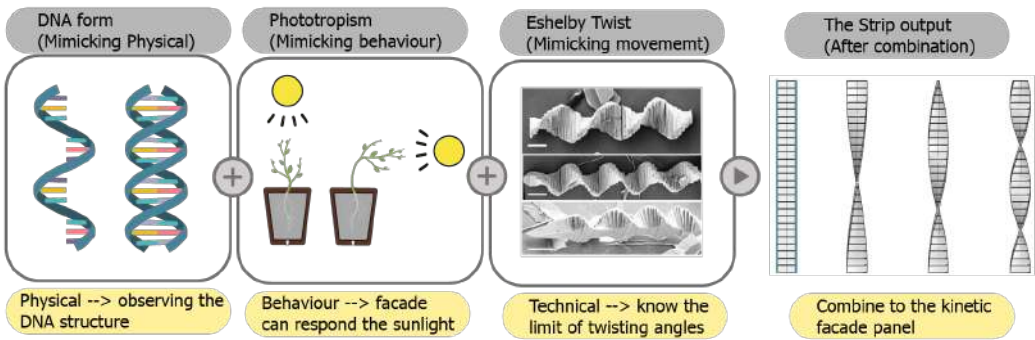 DNA form
(Mimicking Physical)
Phototropism
(Mimicking behaviour)
Eshelby Twist
(Mimicking movememt)
The Strip output
(After combination)
Physical --> observing the
DNA structure
Behaviour --> facade
can respond the sunlight
Technical --> know the
limit of twisting angles
Combine to the kinetic
facade panel